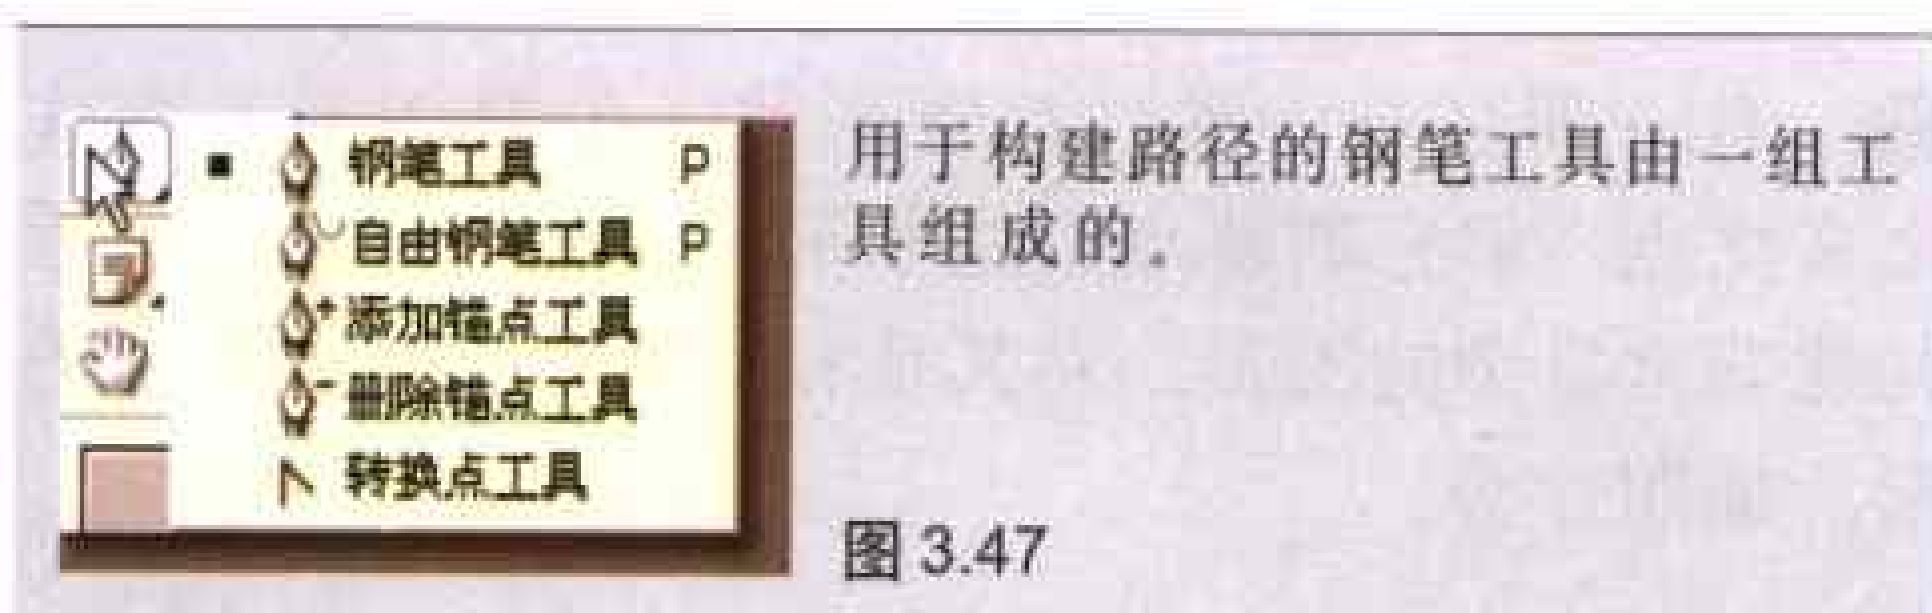 钢笔工具 P
自由钢笔工具 P
添加锚点工具
删除锚点工具
转换点工具
用于构建路径的钢笔工具由一组工
具组成的。
图 3.47